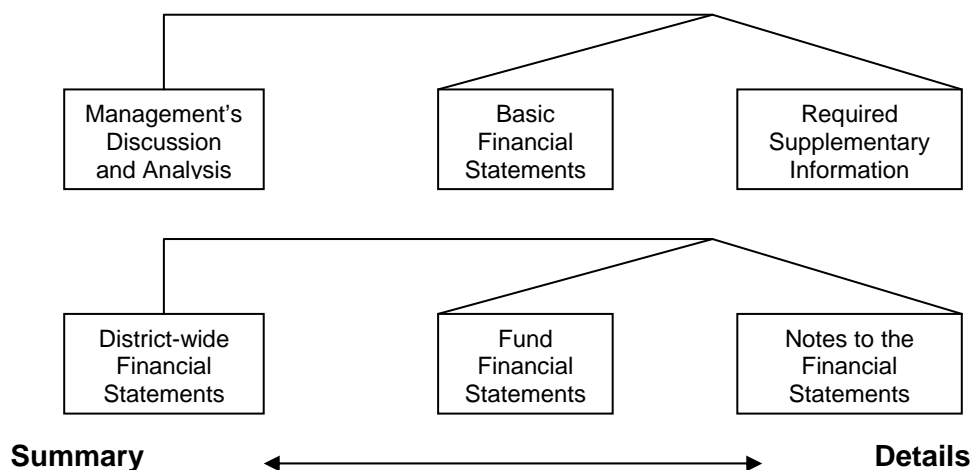 Management’s
Discussion
and Analysis
Basic
Financial
Statements
Required
Supplementary
Information
District-wide
Financial
Statements
Fund
Financial
Statements
Notes to the
Financial
Statements
Summary
Details